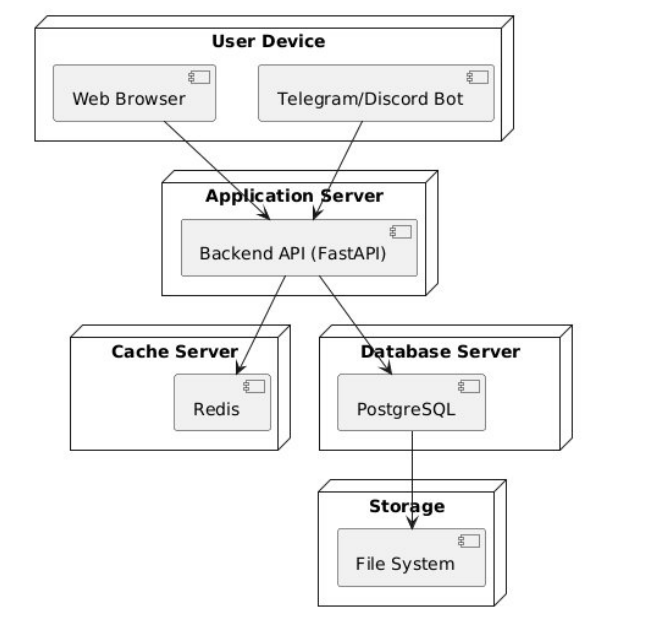 User Device
Web Browser
Telegram/Discord Bot
Application Server
Backend API (FastAPI)
Cache Server
Database Server
Redis
PostgreSQL
Storage
File System